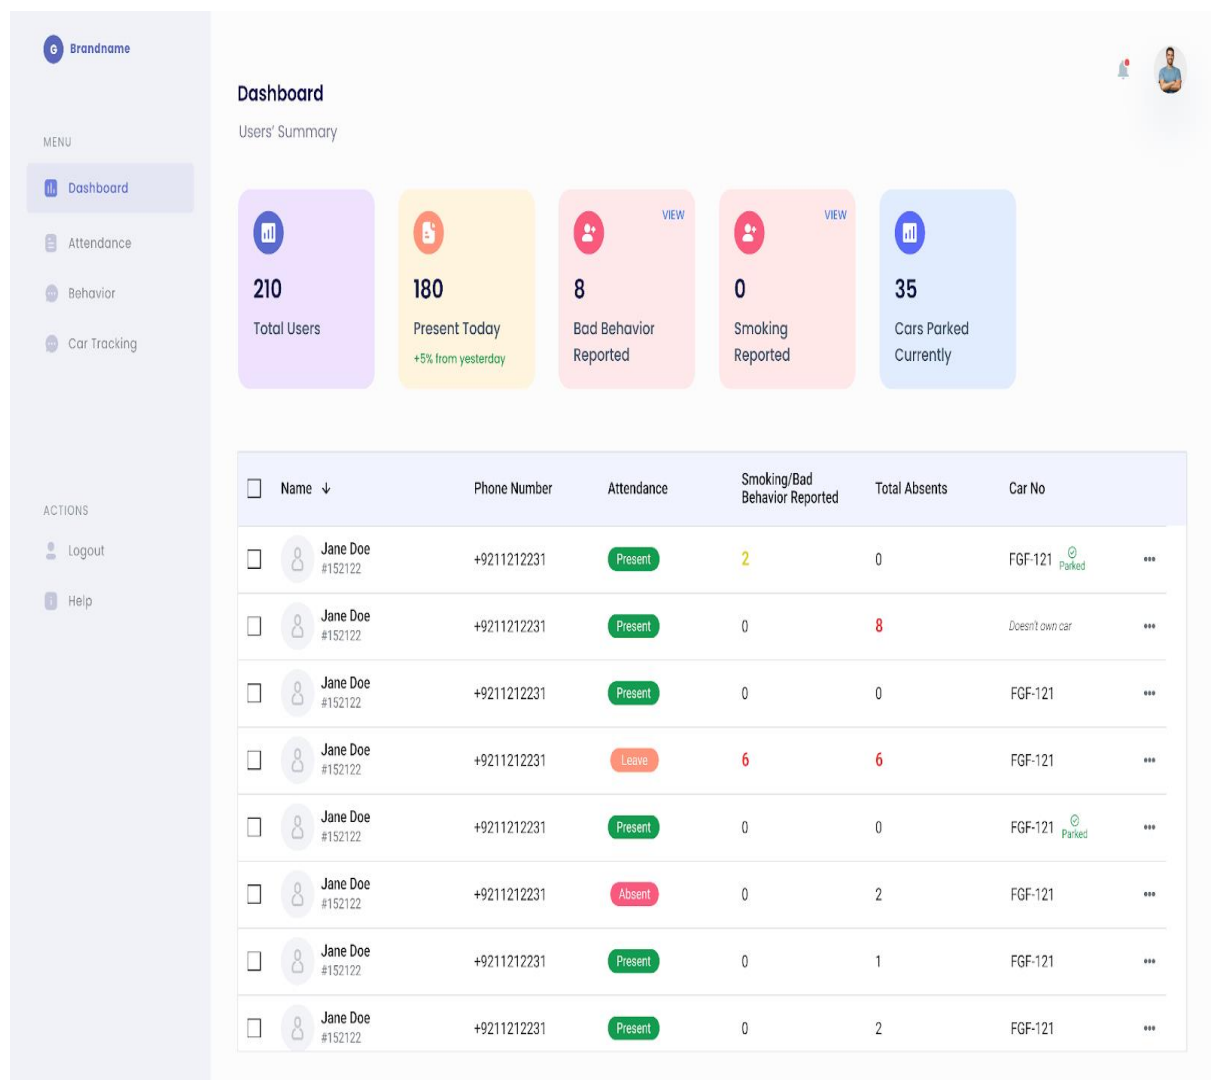 G Brandname
Dashboard
Users' Summary
MENU
Dashboard
Attendance
Behavior
Car Tracking
ACTIONS
Logout
Help
210
Total Users
180
Present Today
+5% from yesterday
VIEW
8
Bad Behavior
Reported
VIEW
0
Smoking
Reported
35
Cars Parked
Currently
Name ↓ Phone Number Attendance Smoking/Bad Behavior Reported Total Absents Car No
Jane Doe
#152122
+9211212231 Present 2 0 FGF-121 Parked
Jane Doe
#152122
+9211212231 Present 0 8 Doesn't own car
Jane Doe
#152122
+9211212231 Present 0 0 FGF-121
Jane Doe
#152122
+9211212231 Leave 6 6 FGF-121
Jane Doe
#152122
+9211212231 Present 0 0 FGF-121 Parked
Jane Doe
#152122
+9211212231 Absent 0 2 FGF-121
Jane Doe
#152122
+9211212231 Present 0 1 FGF-121
Jane Doe
#152122
+9211212231 Present 0 2 FGF-121